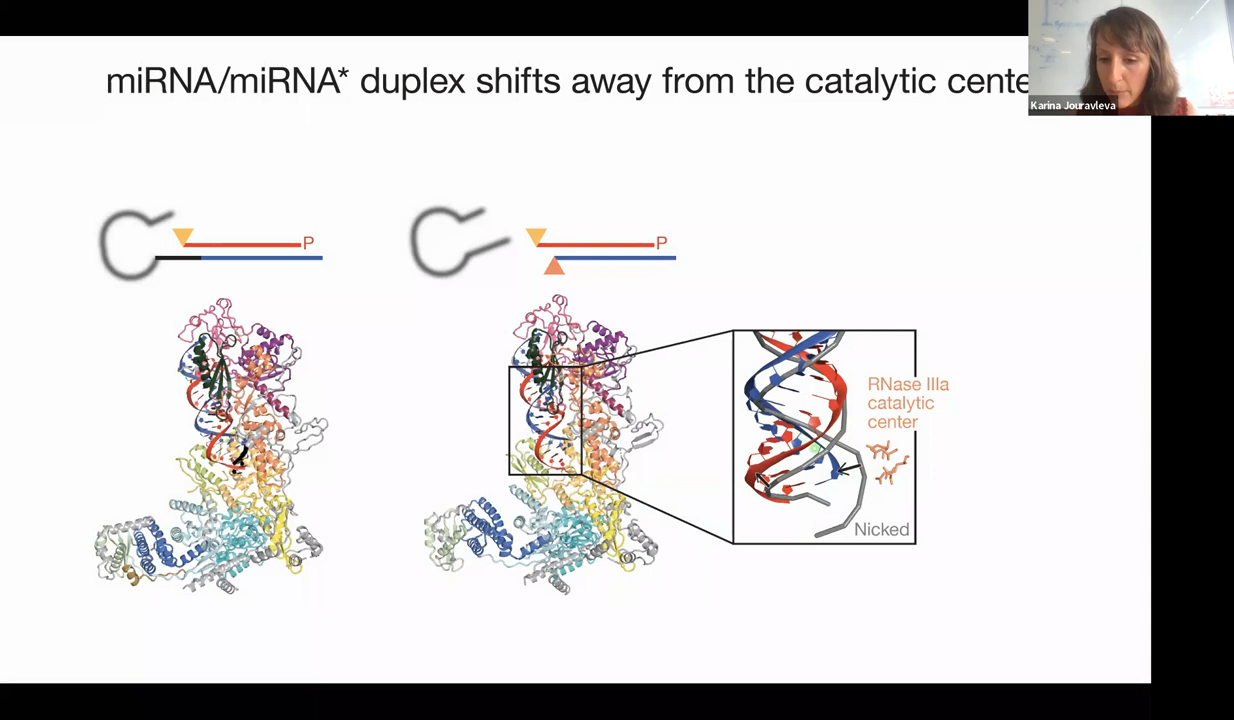 miRNA/miRNA* duplex shifts away from the catalytic cente
Karina Jouravleva
P
P
RNase IIIa
catalytic
center
Nicked